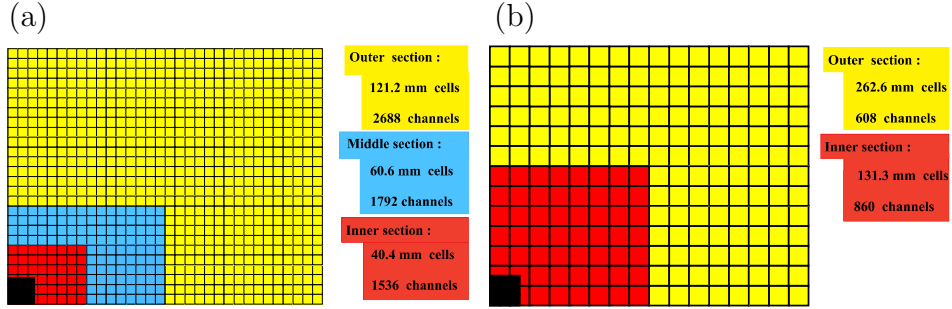 (a)
Outer section :
121.2 mm cells
2688 channels
Middle section :
60.6 mm cells
1792 channels
Inner section :
40.4 mm cells
1536 channels
(b)
Outer section :
262.6 mm cells
608 channels
Inner section :
131.3 mm cells
860 channels